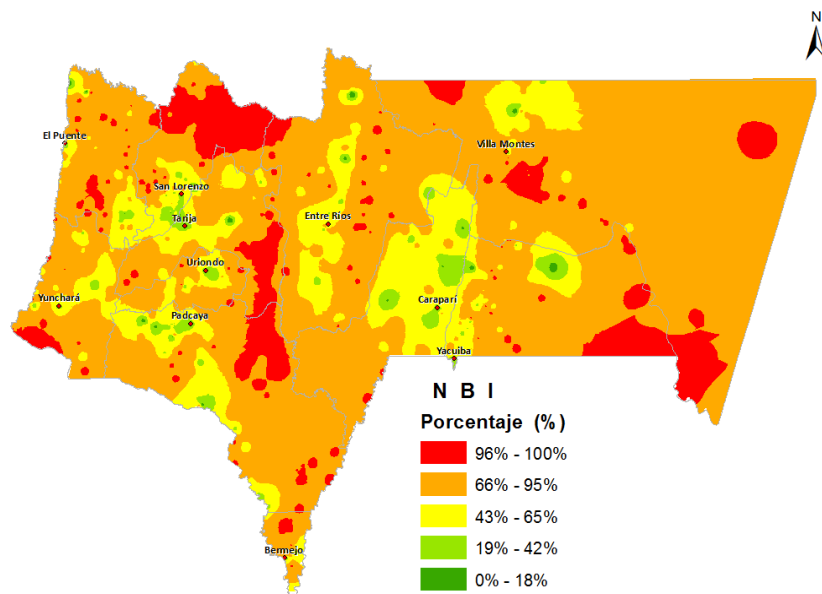 N
El Puente
Villa Montes
San Lorenzo
Tarija
Entre Ríos
Uriondo
Yunchará
Caraparí
Padcaya
Yacuiba
Bermejo
N B I
Porcentaje (%)
96% - 100%
66% - 95%
43% - 65%
19% - 42%
0% - 18%